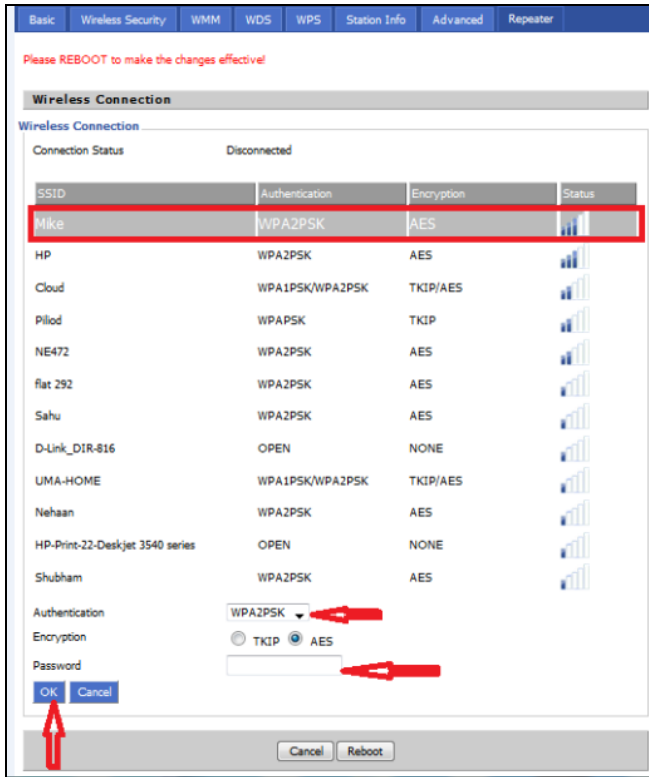 Basic Wireless Security WMM WDS WPS Station Info Advanced Repeater
Please REBOOT to make the changes effective!
Wireless Connection
Wireless Connection
Connection Status Disconnected
SSID Authentication Encryption Status
Mike WPA2PSK AES
HP WPA2PSK AES
Cloud WPA1PSK/WPA2PSK TKIP/AES
Piliod WPAPSK TKIP
NE472 WPA2PSK AES
flat 292 WPA2PSK AES
Sahu WPA2PSK AES
D-Link_DIR-816 OPEN NONE
UMA-HOME WPA1PSK/WPA2PSK TKIP/AES
Nehaan WPA2PSK AES
HP-Print-22-Deskjet 3540 series OPEN NONE
Shubham WPA2PSK AES
Authentication WPA2PSK
Encryption TKIP AES
Password
OK Cancel
Cancel Reboot